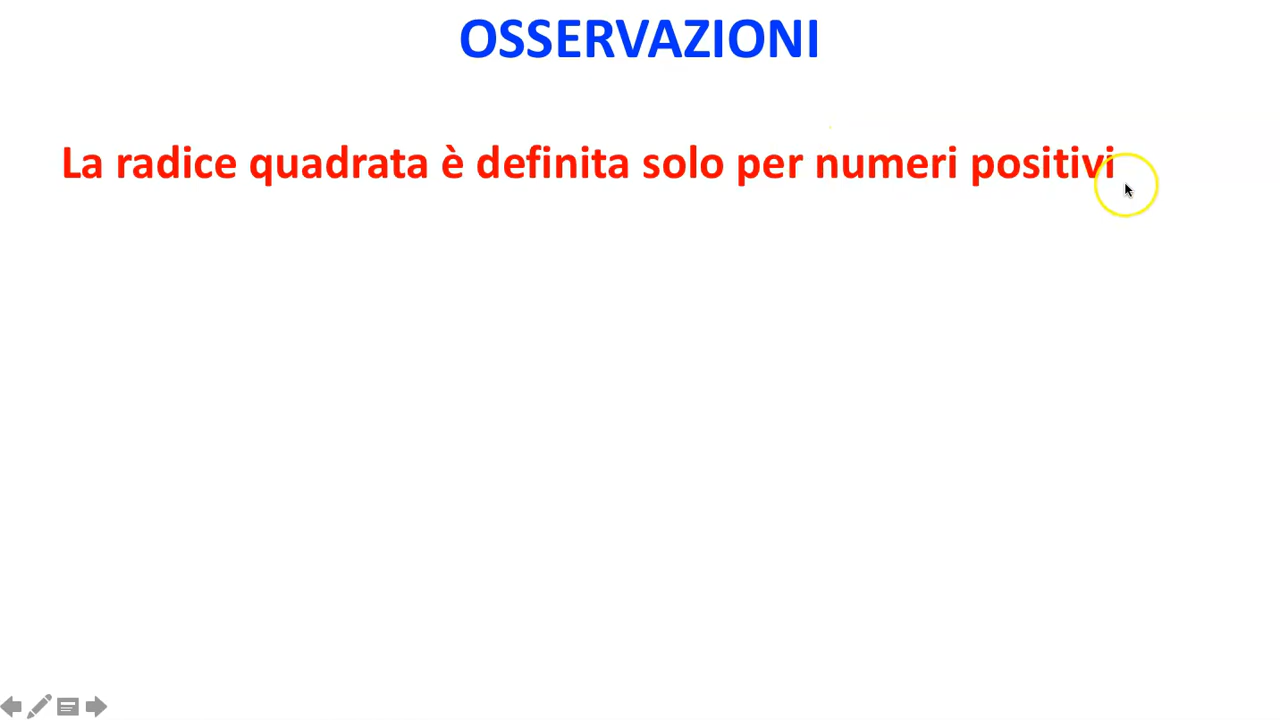 OSSERVAZIONI
La radice quadrata è definita solo per numeri positivi